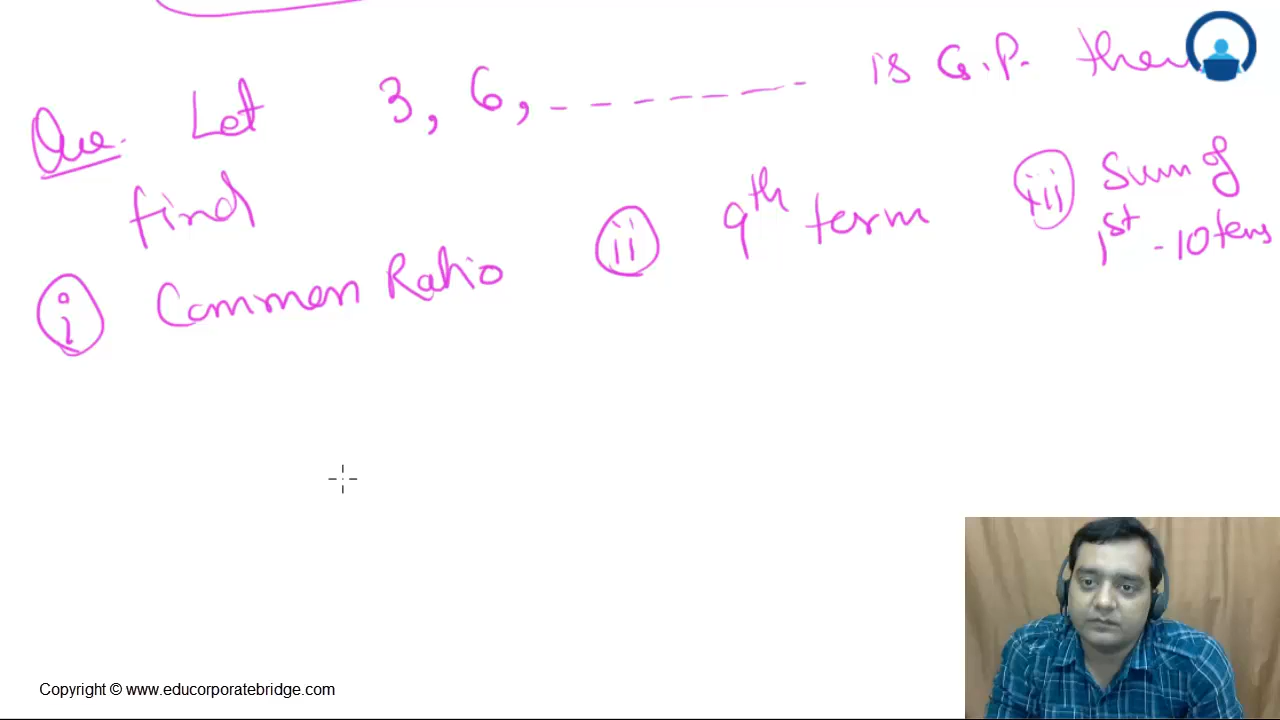 Que. Let 3, 6, - - - - - - - is G.P. then
find
i Common Ratio ii 9th term iii Sum of
1st - 10 terms
Copyright © www.educorporatebridge.com